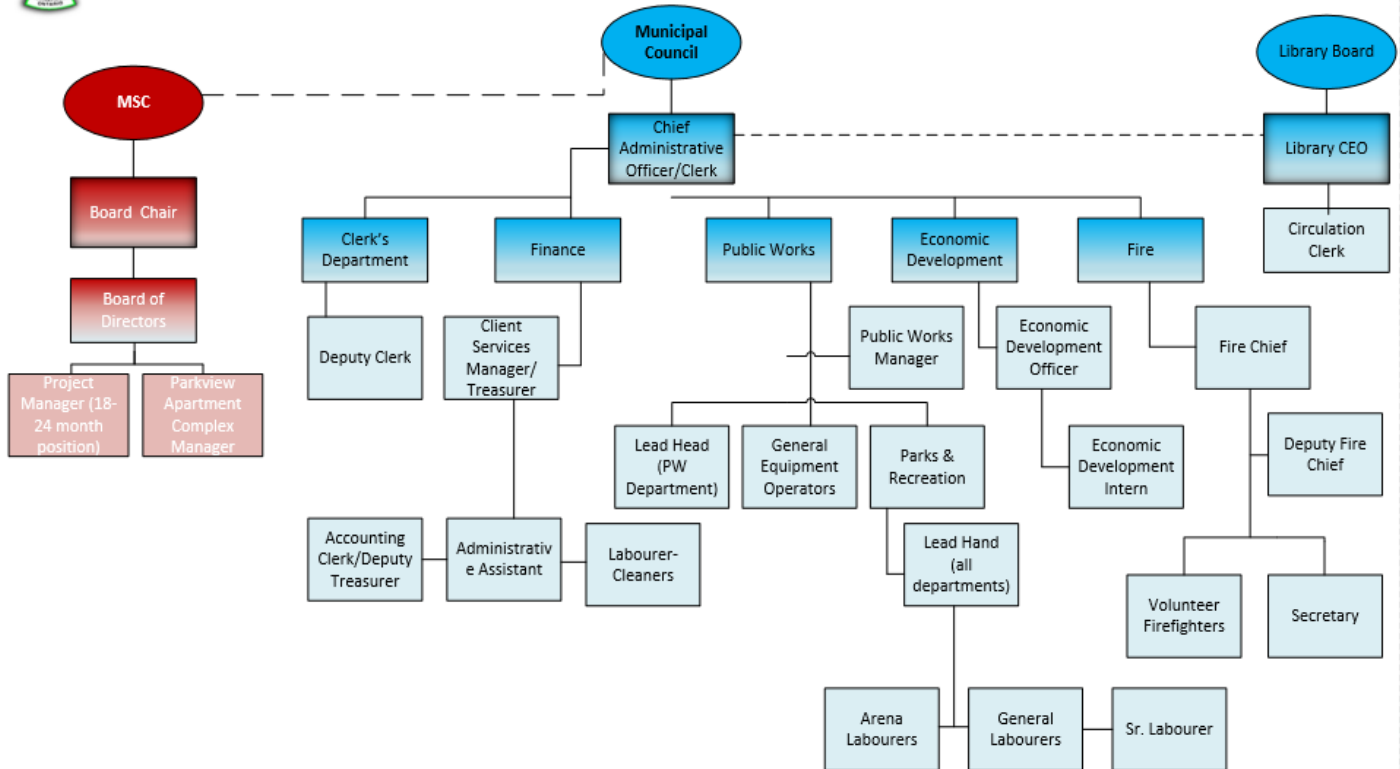 ONTARIO
Municipal
Council
Library Board
MSC
Chief
Administrative
Officer/Clerk
Library CEO
Board Chair
Circulation
Clerk
Clerk's
Department
Finance
Public Works
Economic
Development
Fire
Board of
Directors
Deputy Clerk
Client
Services
Manager/
Treasurer
Public Works
Manager
Economic
Development
Officer
Fire Chief
Project
Manager (18-
24 month
position)
Parkview
Apartment
Complex
Manager
Lead Head
(PW
Department)
General
Equipment
Operators
Parks &
Recreation
Economic
Development
Intern
Deputy Fire
Chief
Accounting
Clerk/Deputy
Treasurer
Administrativ
e Assistant
Labourer-
Cleaners
Lead Hand
(all
departments)
Volunteer
Firefighters
Secretary
Arena
Labourers
General
Labourers
Sr. Labourer